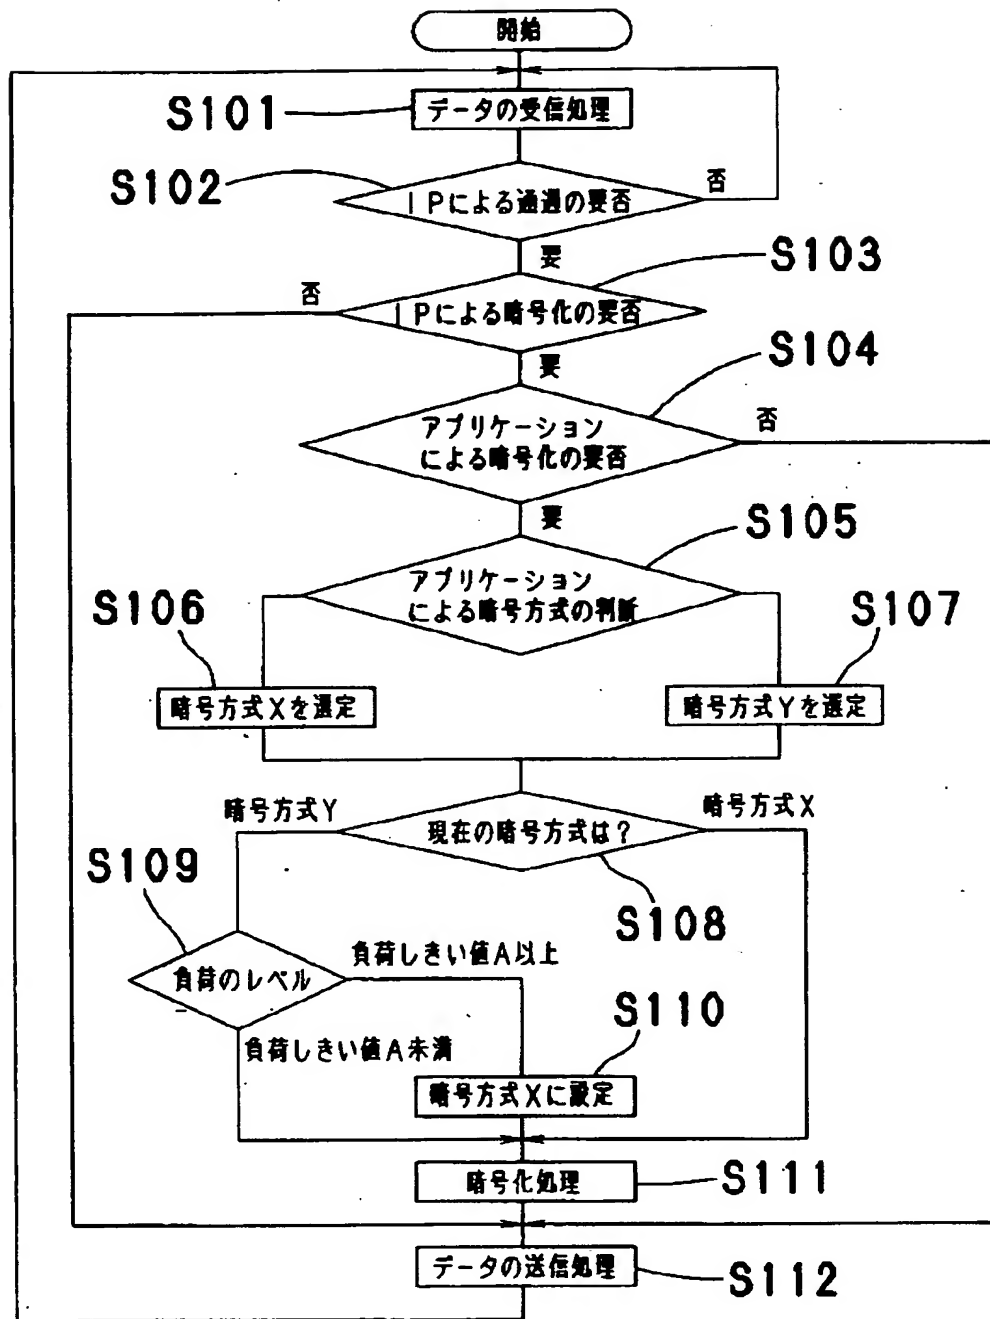 開始
S101
データの受信処理
S102
IPによる通過の要否
否
要
S103
否
IPによる暗号化の要否
要
S104
アプリケーション
による暗号化の要否
否
要
S105
アプリケーション
による暗号方式の判断
S106
S107
暗号方式Xを選定
暗号方式Yを選定
暗号方式Y
現在の暗号方式は?
暗号方式X
S108
S109
負荷のレベル
負荷しきい値A以上
負荷しきい値A未満
S110
暗号方式Xに設定
暗号化処理
S111
データの送信処理
S112